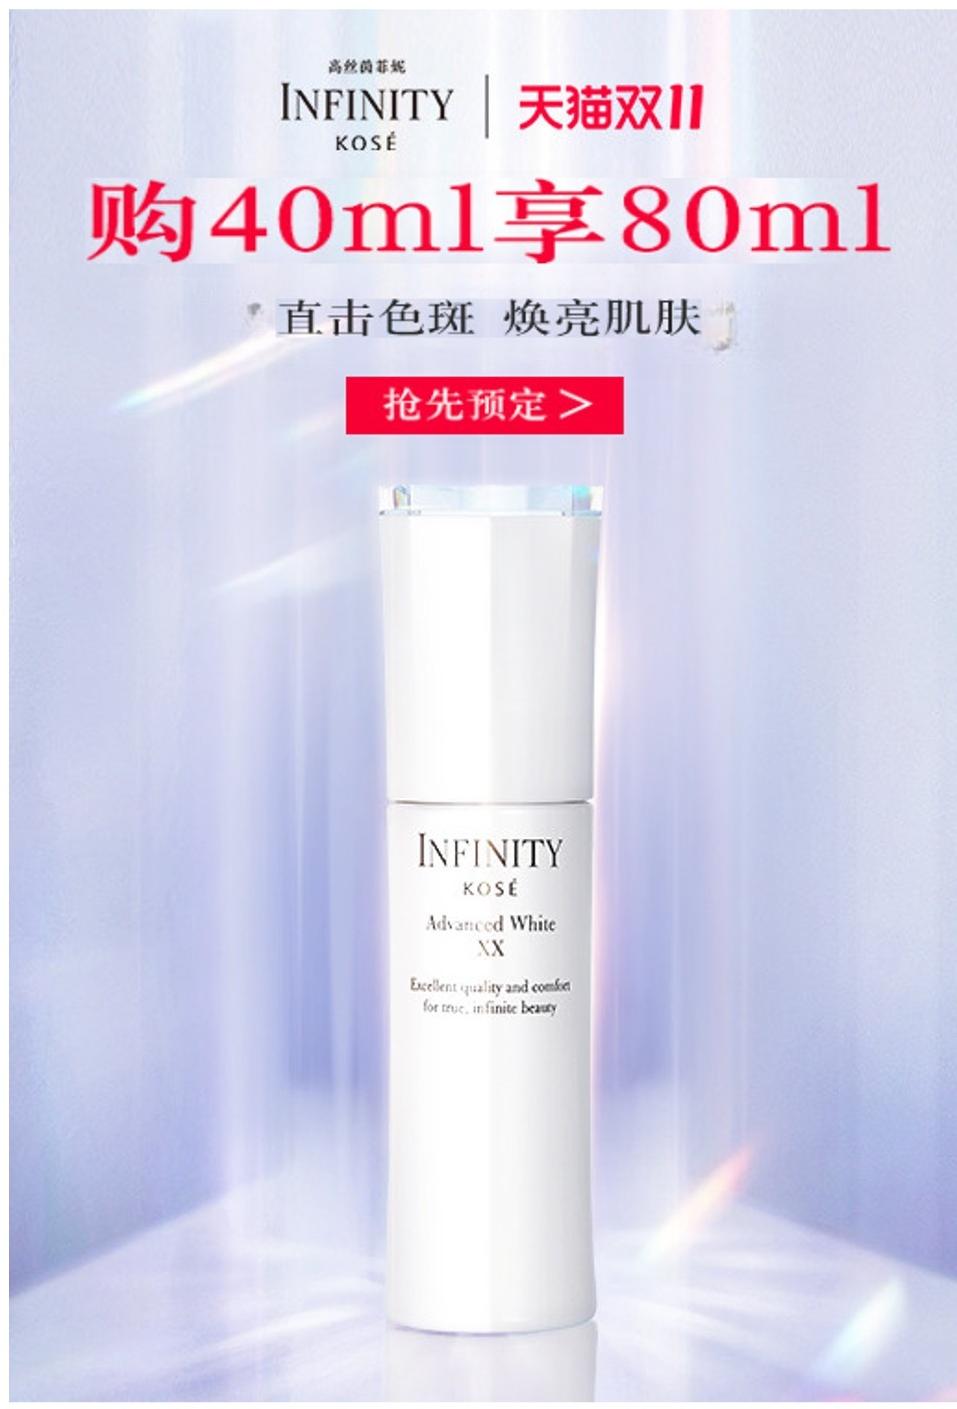 高丝茵菲妮
INFINITY
KOSÉ
天猫双11
购40ml享80ml
直击色斑 焕亮肌肤
抢先预定 >
INFINITY
KOSÉ
Advanced White
XX
Excellent quality and comfort
for true, infinite beauty